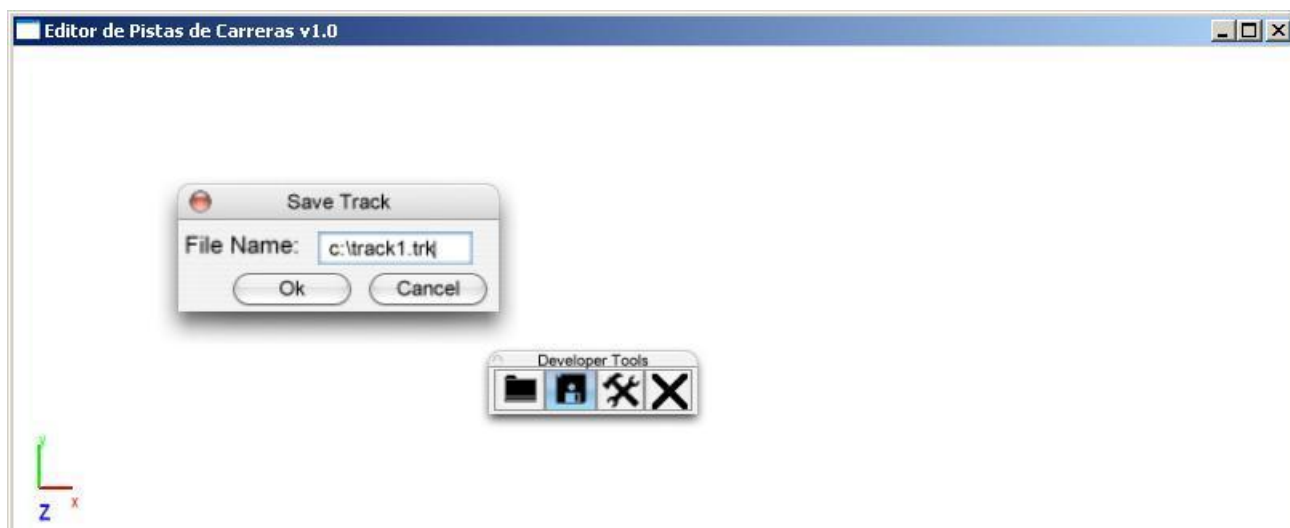 Editor de Pistas de Carreras v1.0
Save Track
File Name: c:\track1.trk
Ok Cancel
Developer Tools
y
x
z